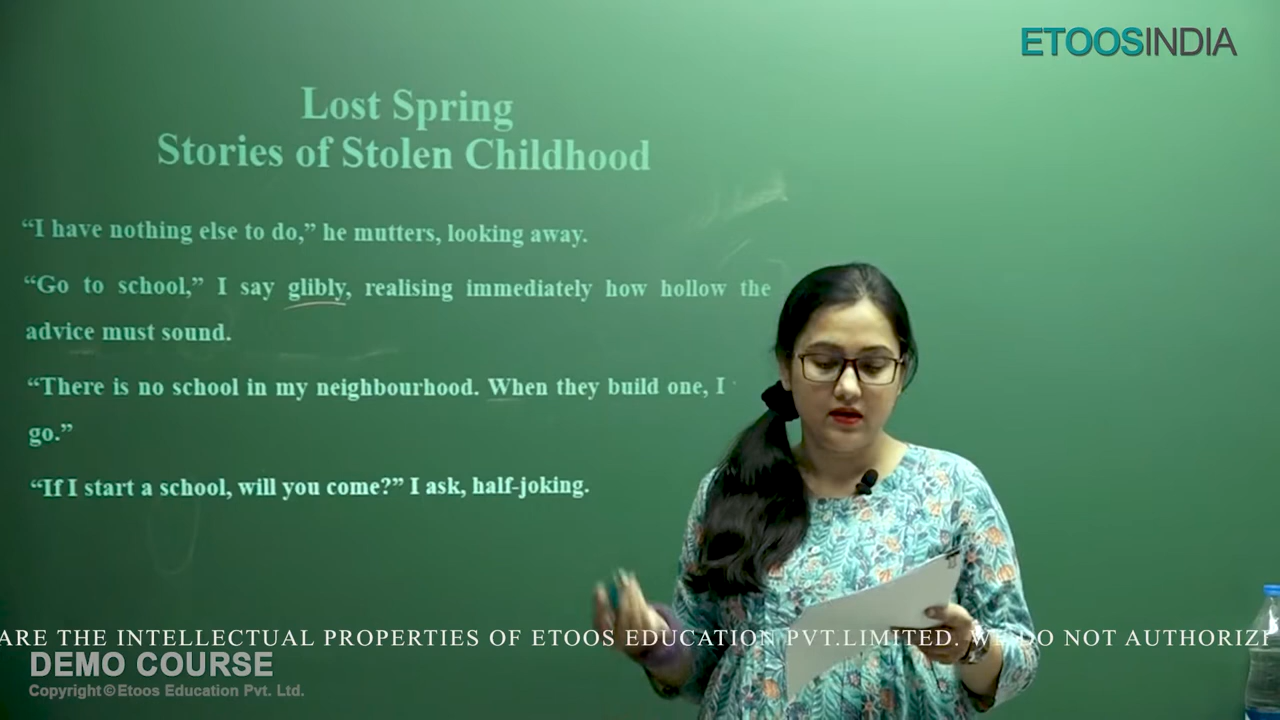 ETOOSINDIA
Lost Spring
Stories of Stolen Childhood
“I have nothing else to do,” he mutters, looking away.
“Go to school,” I say glibly, realising immediately how hollow the
advice must sound.
“There is no school in my neighbourhood. When they build one, I
go.”
“If I start a school, will you come?” I ask, half-joking.
ARE THE INTELLECTUAL PROPERTIES OF ETOOS EDUCATION PVT.LIMITED. WE DO NOT AUTHORIZE
DEMO COURSE
Copyright © Etoos Education Pvt. Ltd.